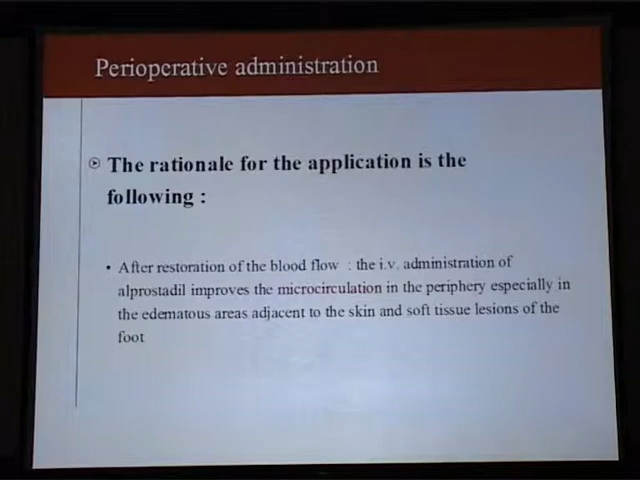 Perioperative administration
The rationale for the application is the
following :
• After restoration of the blood flow : the i.v. administration of
alprostadil improves the microcirculation in the periphery especially in
the edematous areas adjacent to the skin and soft tissue lesions of the
foot